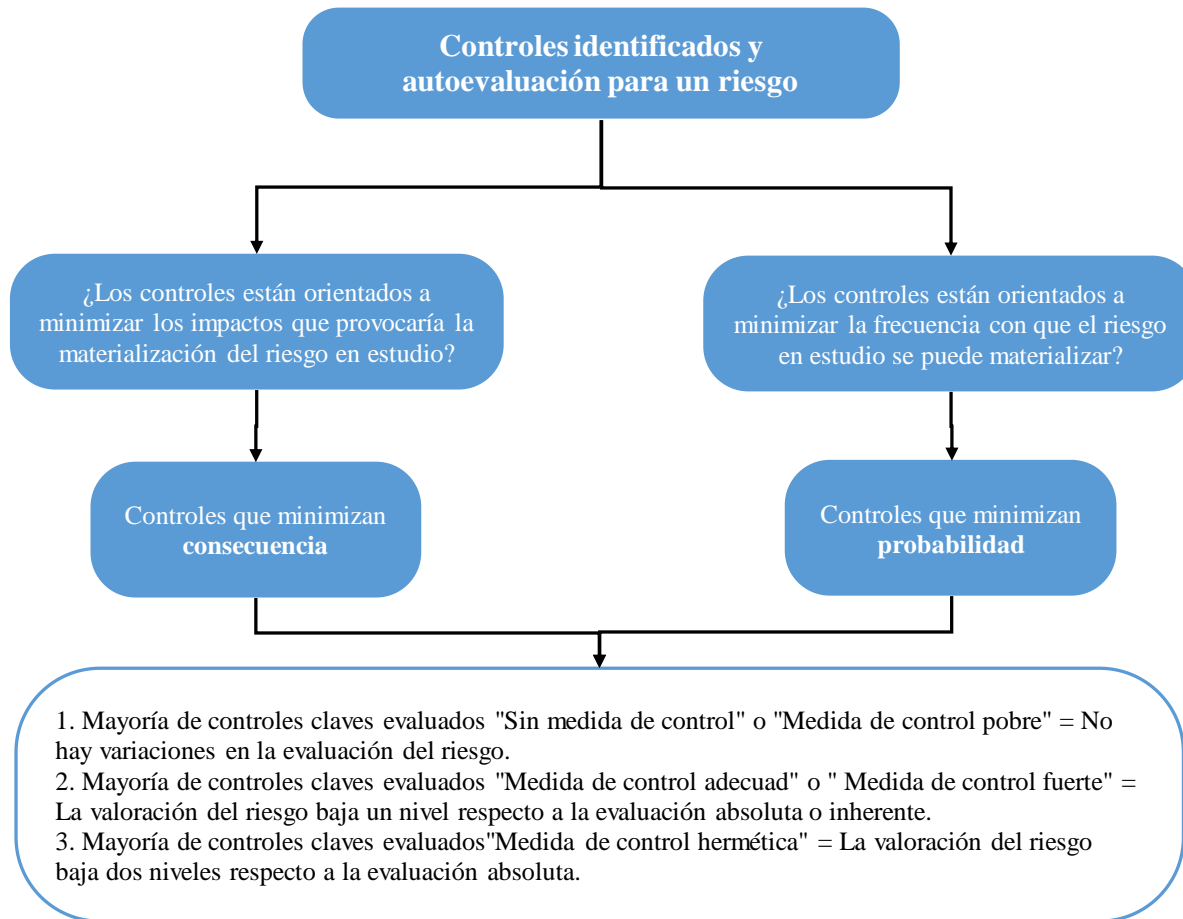 Controles identificados y
autoevaluación para un riesgo
¿Los controles están orientados a
minimizar los impactos que provocaría la
materialización del riesgo en estudio?
¿Los controles están orientados a
minimizar la frecuencia con que el riesgo
en estudio se puede materializar?
Controles que minimizan
consecuencia
Controles que minimizan
probabilidad
1. Mayoría de controles claves evaluados "Sin medida de control" o "Medida de control pobre" = No
hay variaciones en la evaluación del riesgo.
2. Mayoría de controles claves evaluados "Medida de control adecuad" o " Medida de control fuerte" =
La valoración del riesgo baja un nivel respecto a la evaluación absoluta o inherente.
3. Mayoría de controles claves evaluados"Medida de control hermética" = La valoración del riesgo
baja dos niveles respecto a la evaluación absoluta.